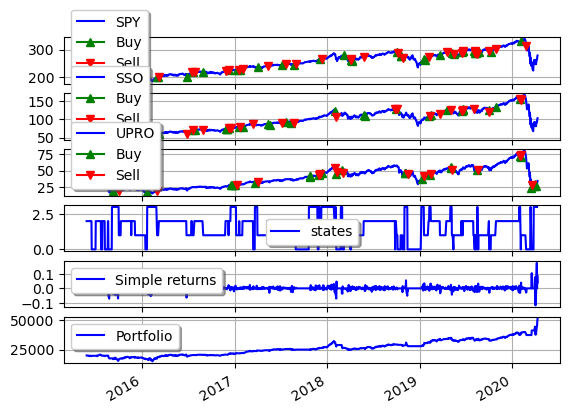 SPY
Buy
Sell
300
200
SSO
Buy
Sell
150
100
50
UPRO
Buy
Sell
75
50
25
states
2.5
0.0
Simple returns
0.1
0.0
−0.1
Portfolio
50000
25000
2016 2017 2018 2019 2020